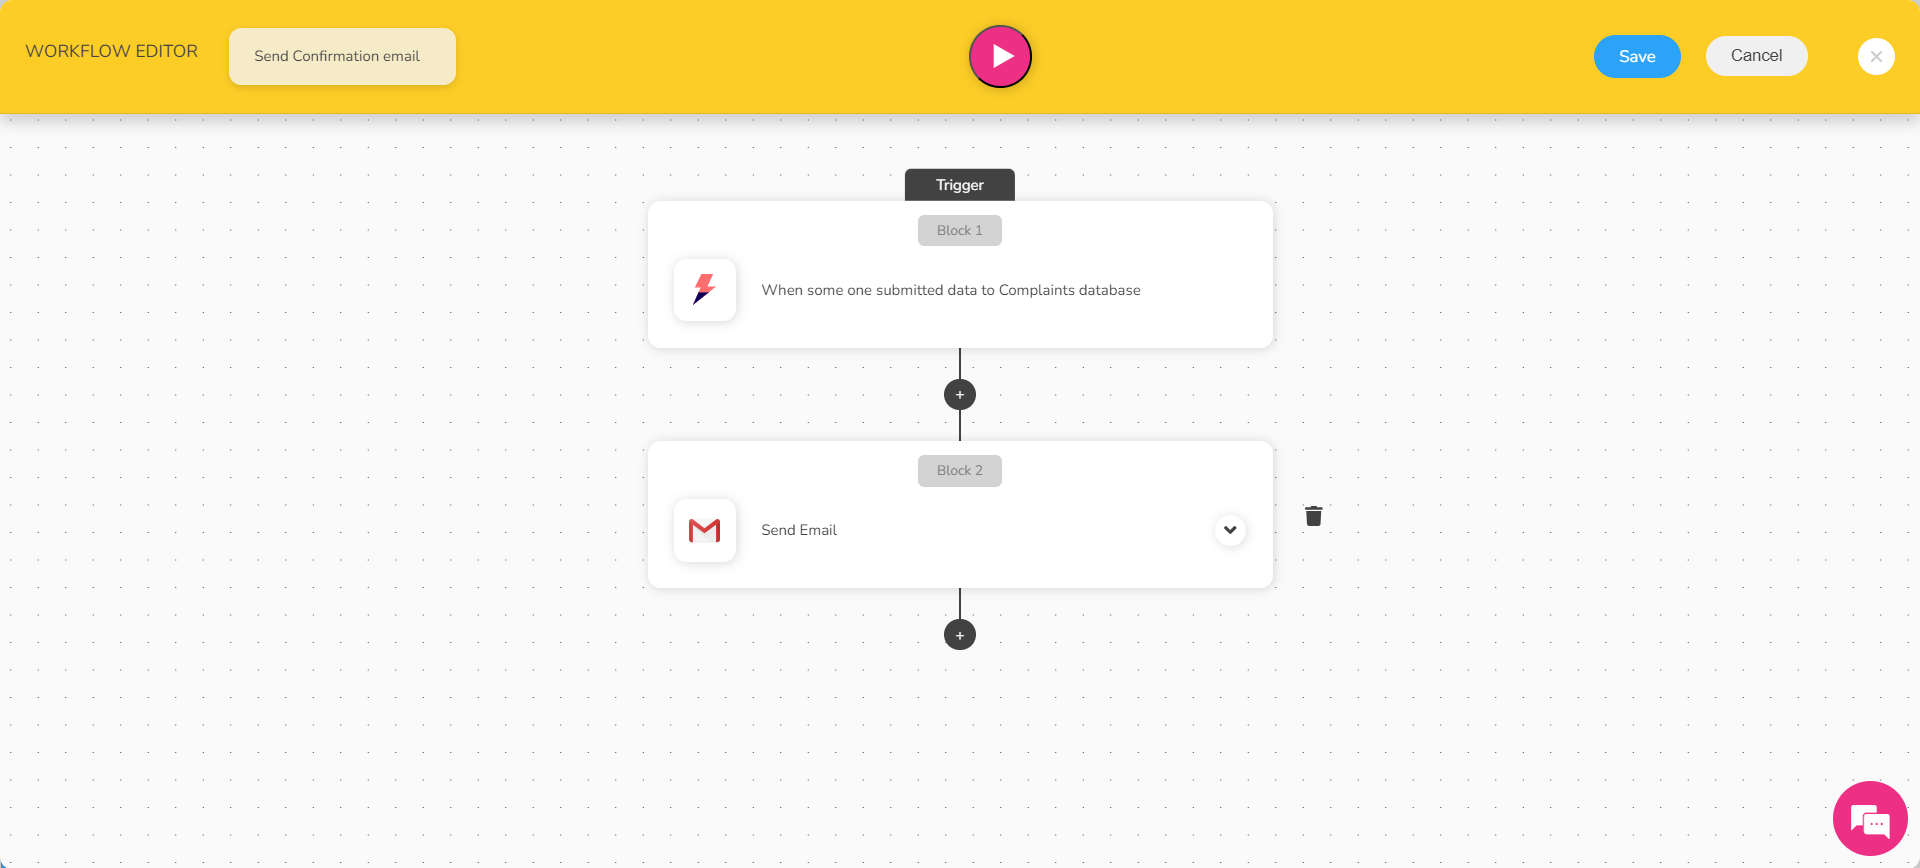 WORKFLOW EDITOR
Send Confirmation email
Save
Cancel
Trigger
Block 1
When some one submitted data to Complaints database
+
Block 2
Send Email
+